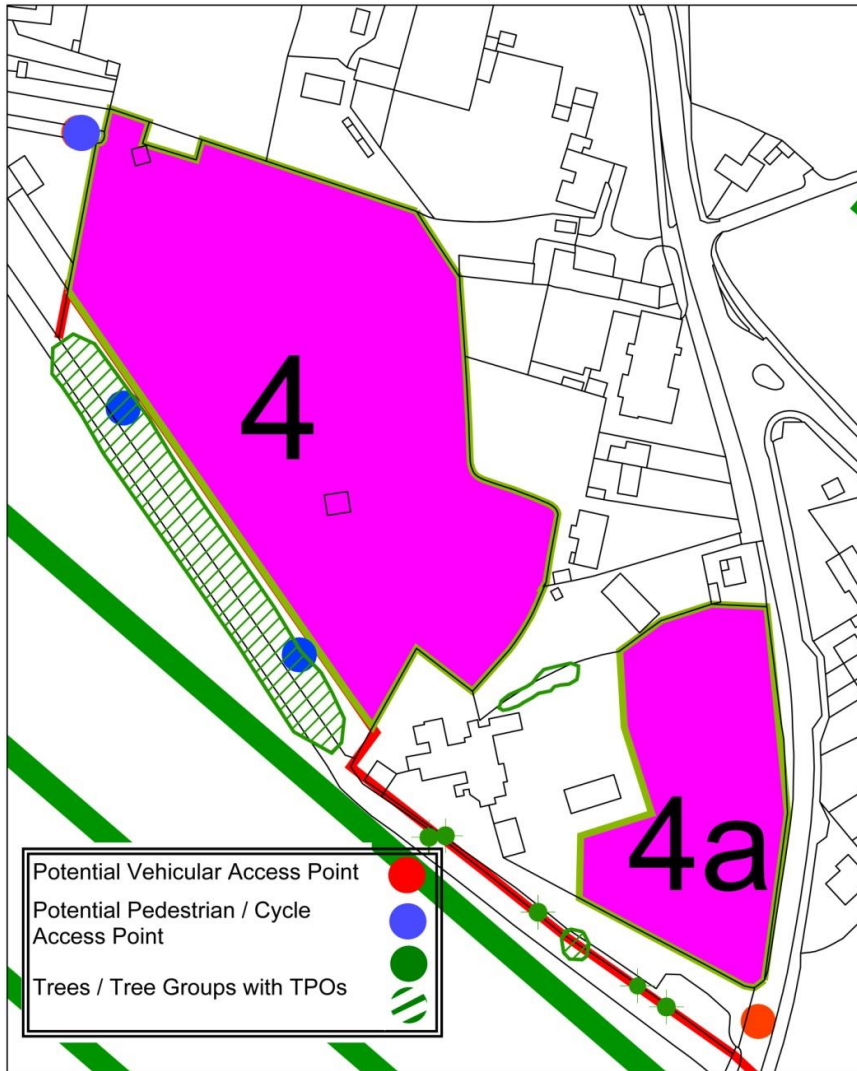 4
4a
Potential Vehicular Access Point
Potential Pedestrian / Cycle
Access Point
Trees / Tree Groups with TPOs